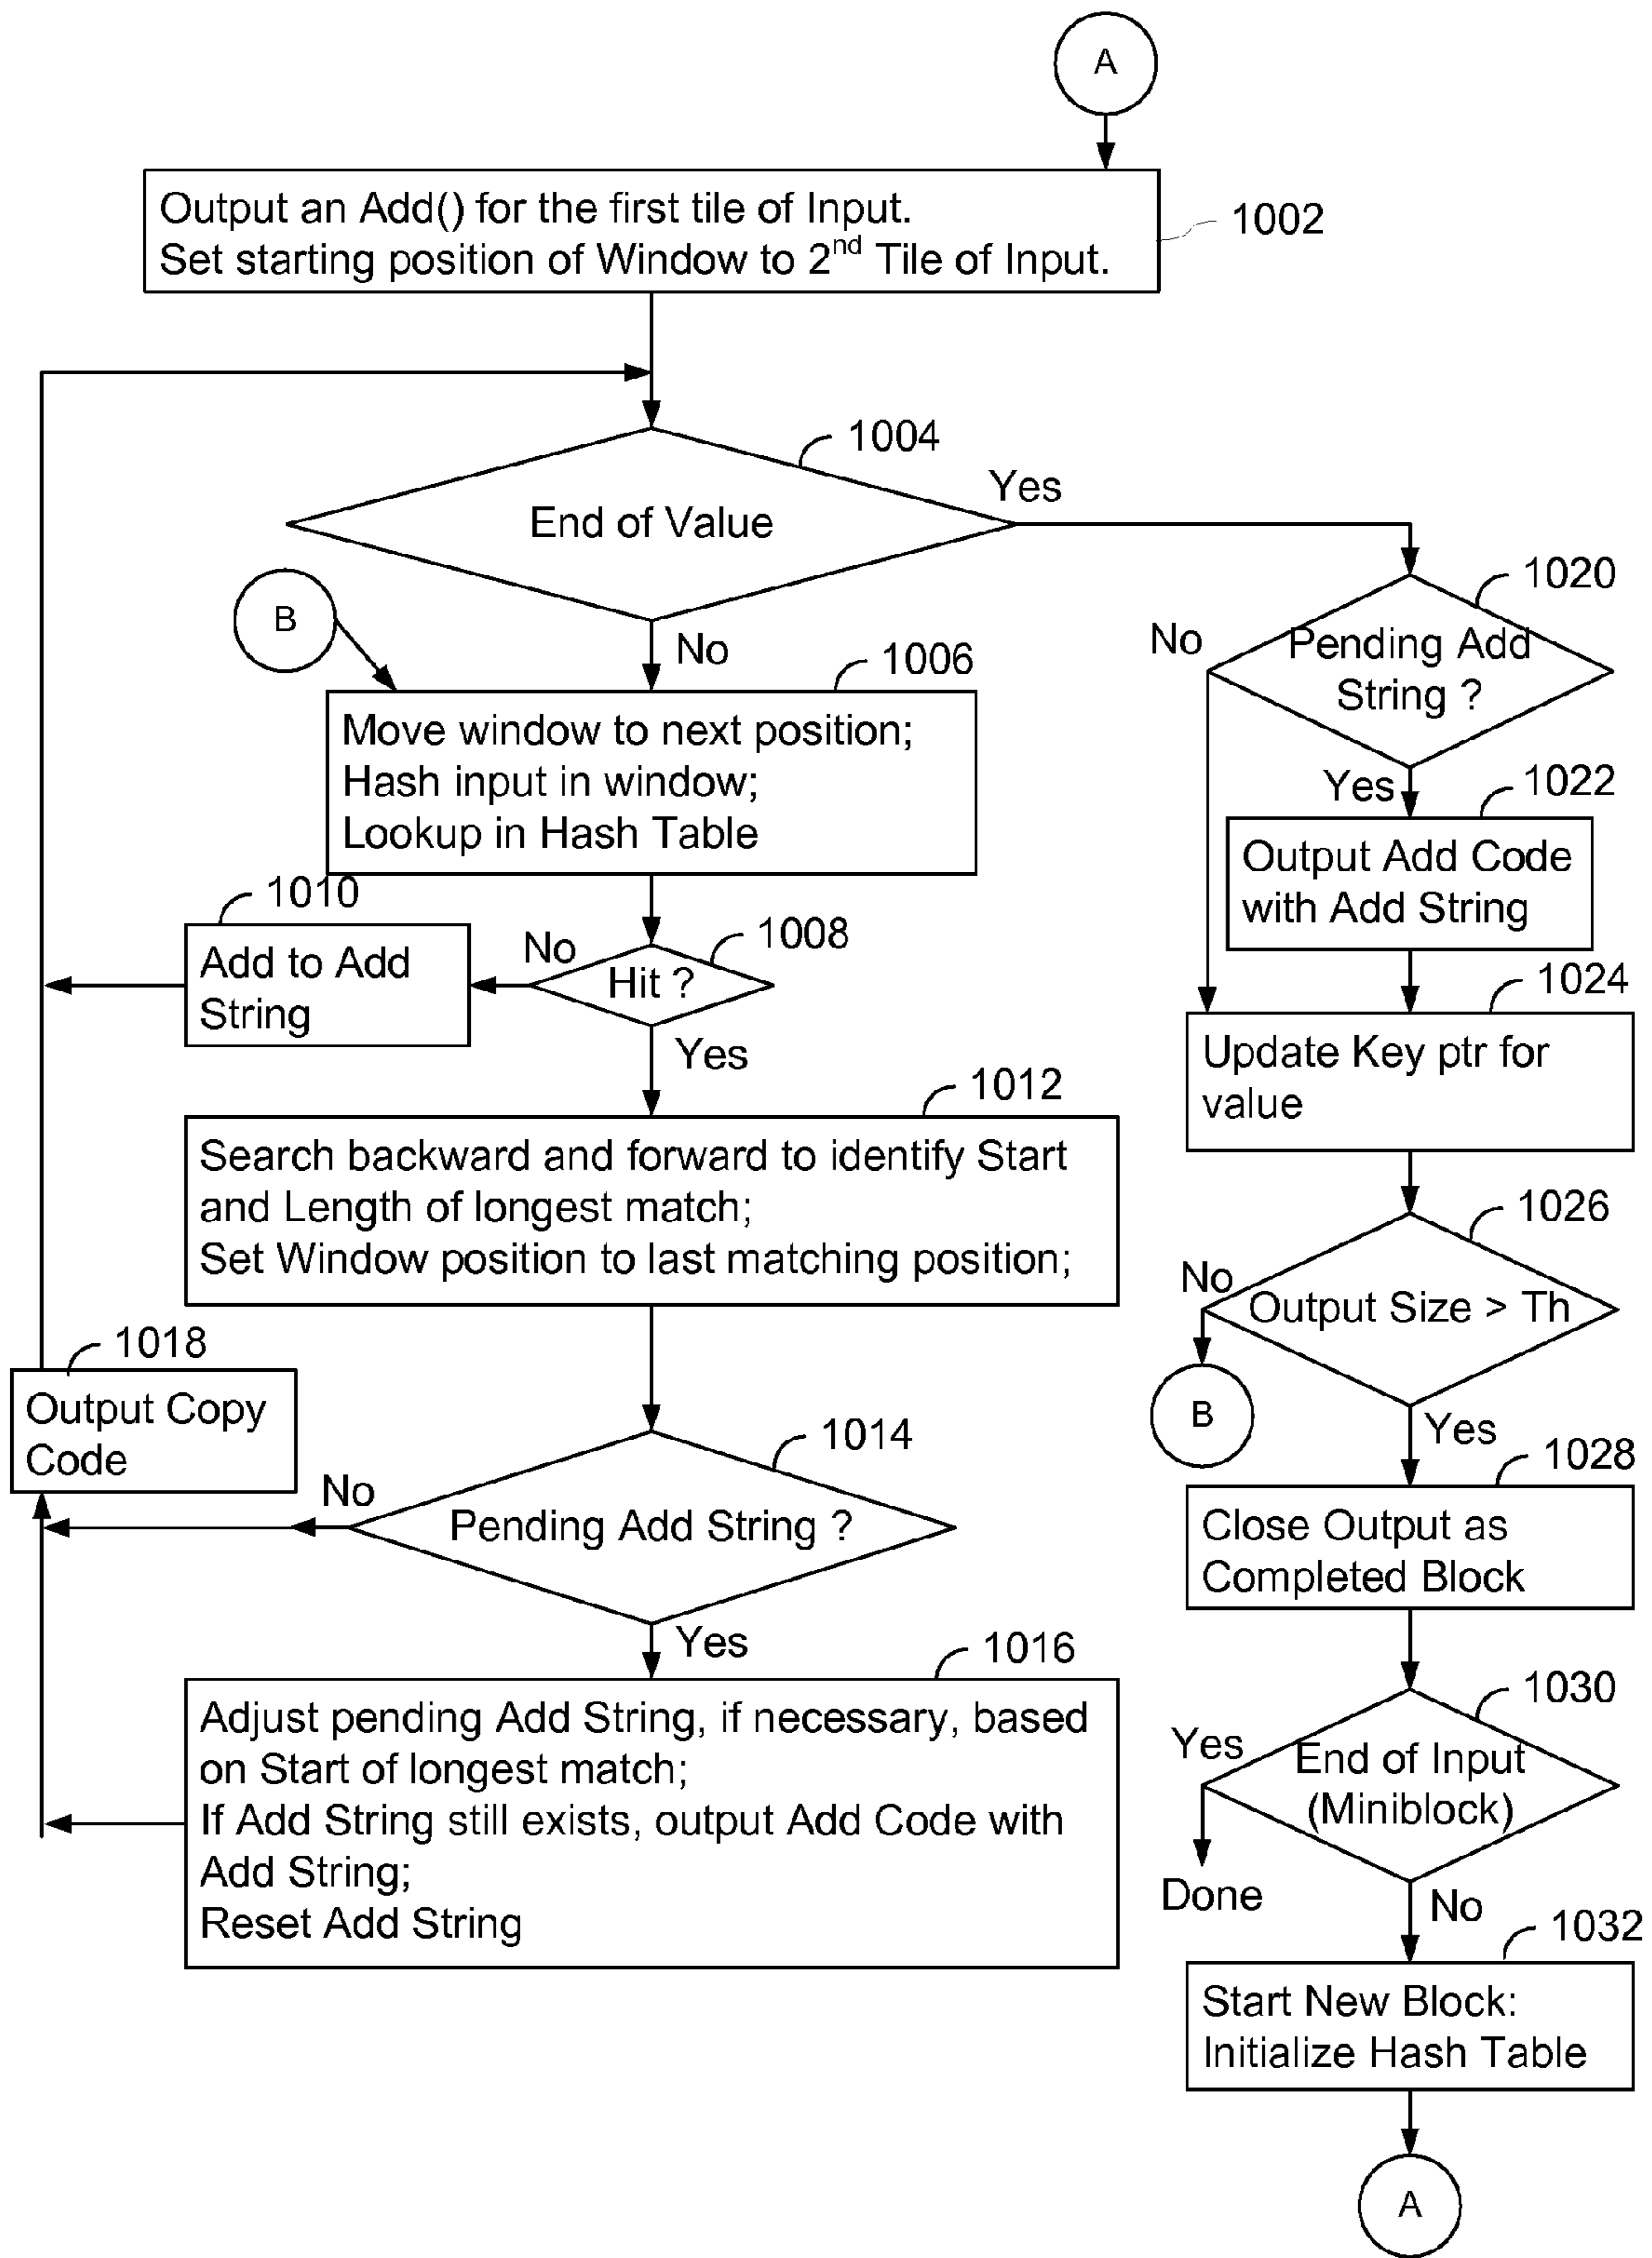 A
Output an Add() for the first tile of Input.
Set starting position of Window to 2nd Tile of Input.
1002
1004
End of Value
Yes
No
B
1006
Move window to next position;
Hash input in window;
Lookup in Hash Table
1008
Hit ?
No
1010
Add to Add
String
Yes
1012
Search backward and forward to identify Start
and Length of longest match;
Set Window position to last matching position;
1014
Pending Add String ?
No
1018
Output Copy
Code
Yes
1016
Adjust pending Add String, if necessary, based
on Start of longest match;
If Add String still exists, output Add Code with
Add String;
Reset Add String
1020
Pending Add
String ?
No
Yes
1022
Output Add Code
with Add String
1024
Update Key ptr for
value
1026
Output Size > Th
No
B
Yes
1028
Close Output as
Completed Block
1030
End of Input
(Miniblock)
Yes
Done
No
1032
Start New Block:
Initialize Hash Table
A